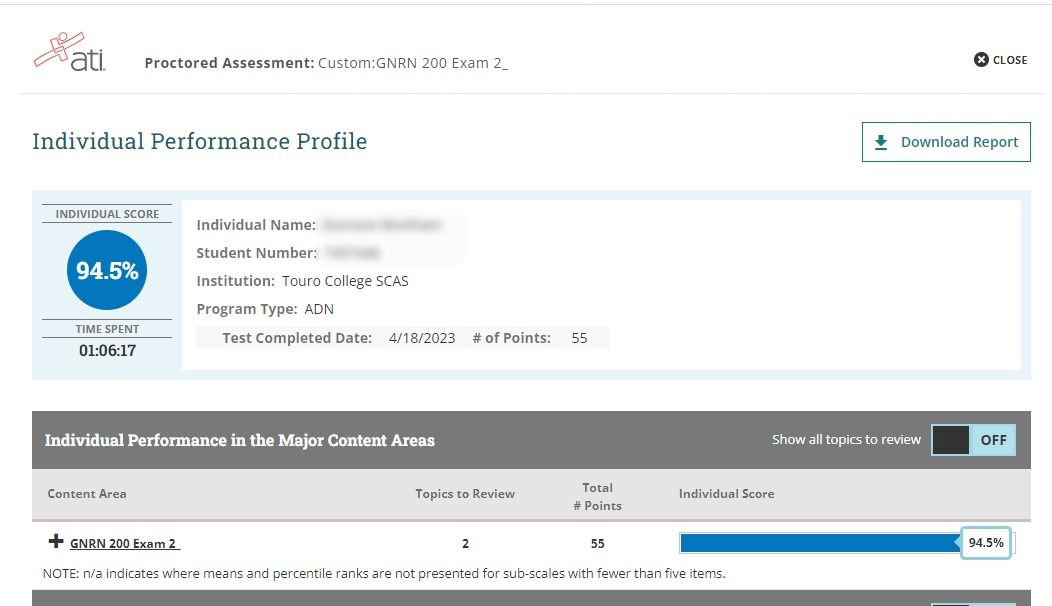 ati
Proctored Assessment: Custom:GNRN 200 Exam 2_
CLOSE
Individual Performance Profile
Download Report
INDIVIDUAL SCORE
94.5%
TIME SPENT
01:06:17
Individual Name:
Student Number:
Institution: Touro College SCAS
Program Type: ADN
Test Completed Date: 4/18/2023 # of Points: 55
Individual Performance in the Major Content Areas
Show all topics to review OFF
Content Area Topics to Review Total # Points Individual Score
GNRN 200 Exam 2_ 2 55 94.5%
NOTE: n/a indicates where means and percentile ranks are not presented for sub-scales with fewer than five items.